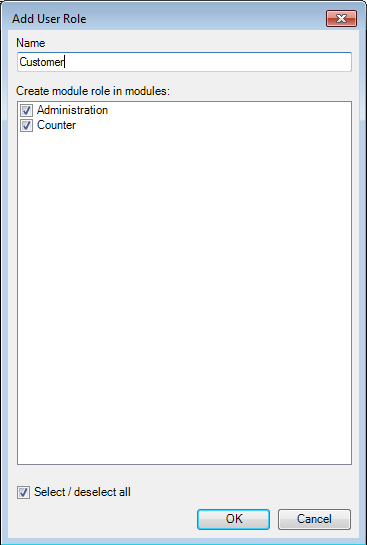 Add User Role
Name
Customer
Create module role in modules:
Administration
Counter
Select / deselect all
OK
Cancel